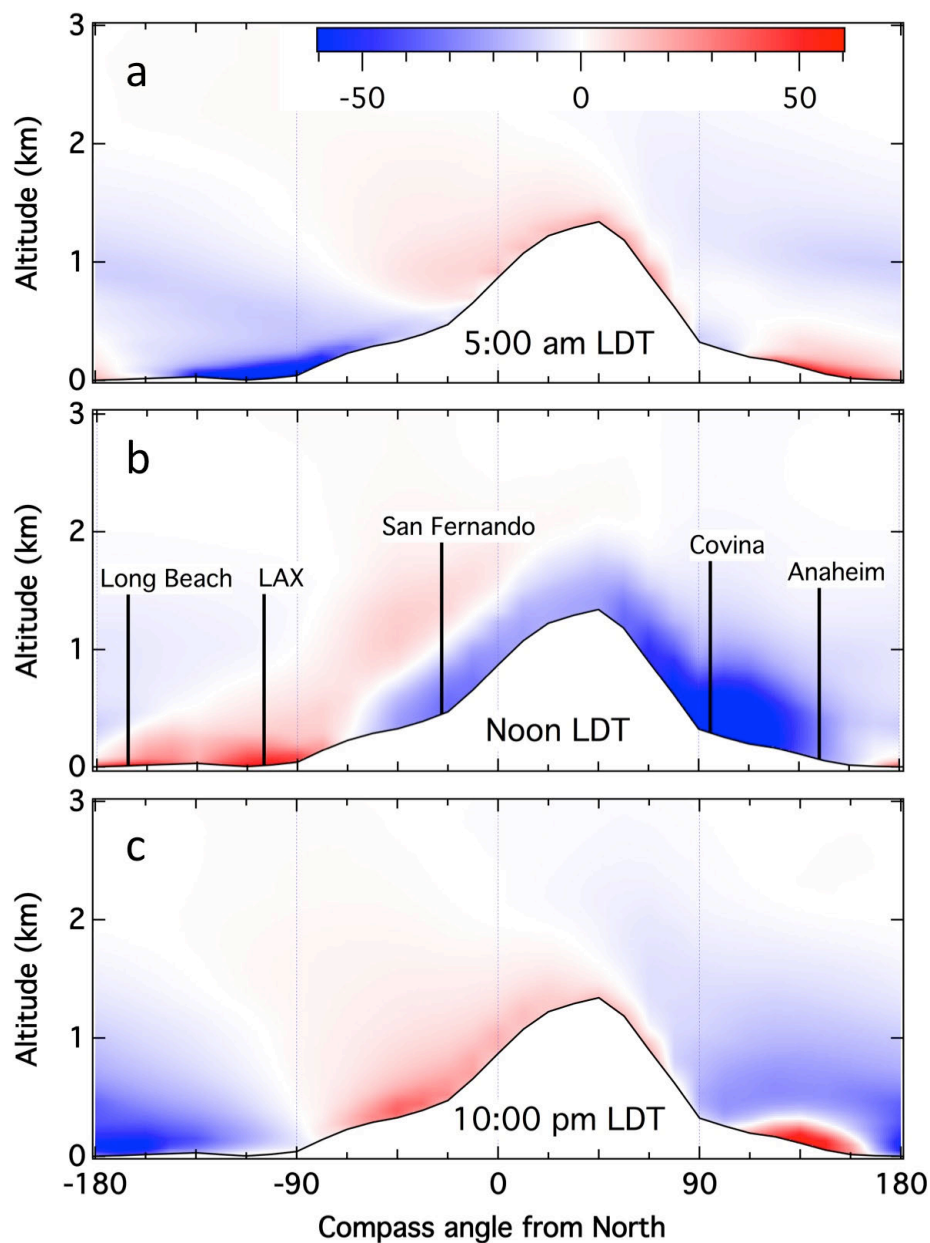 3
a
-50 0 50
2
Altitude (km)
1
5:00 am LDT
0
3
b
San Fernando
2
Covina
Long Beach LAX
Anaheim
Altitude (km)
1
Noon LDT
0
3
c
2
Altitude (km)
1
10:00 pm LDT
0
-180 -90 0 90 180
Compass angle from North